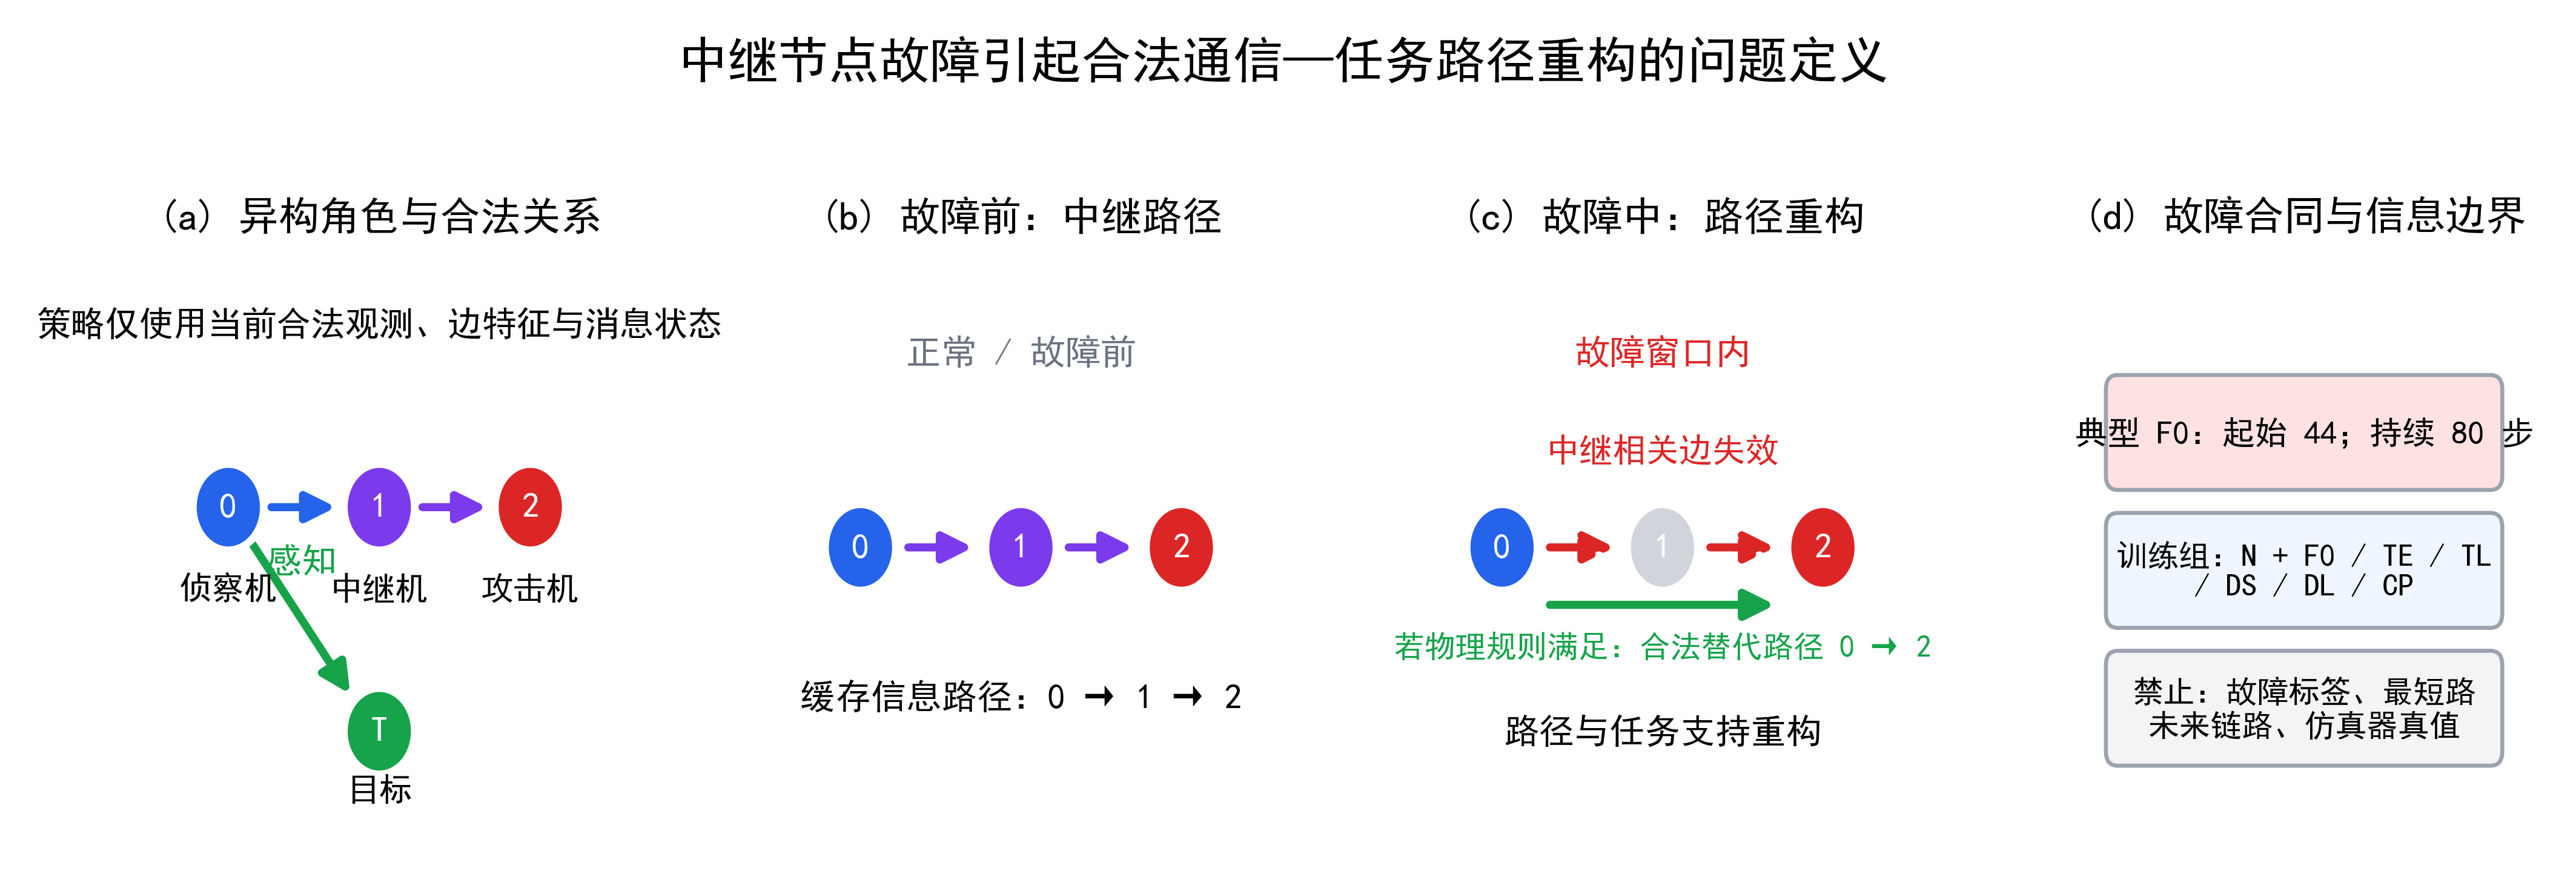 中继节点故障引起合法通信—任务路径重构的问题定义
(a) 异构角色与合法关系
策略仅使用当前合法观测、边特征与消息状态
0
1
2
感知
侦察机
中继机
攻击机
T
目标
(b) 故障前：中继路径
正常 / 故障前
0
1
2
缓存信息路径：0 → 1 → 2
(c) 故障中：路径重构
故障窗口内
中继相关边失效
0
1
2
若物理规则满足：合法替代路径 0 → 2
路径与任务支持重构
(d) 故障合同与信息边界
典型 F0：起始 44；持续 80 步
训练组：N + F0 / TE / TL
/ DS / DL / CP
禁止：故障标签、最短路
未来链路、仿真器真值